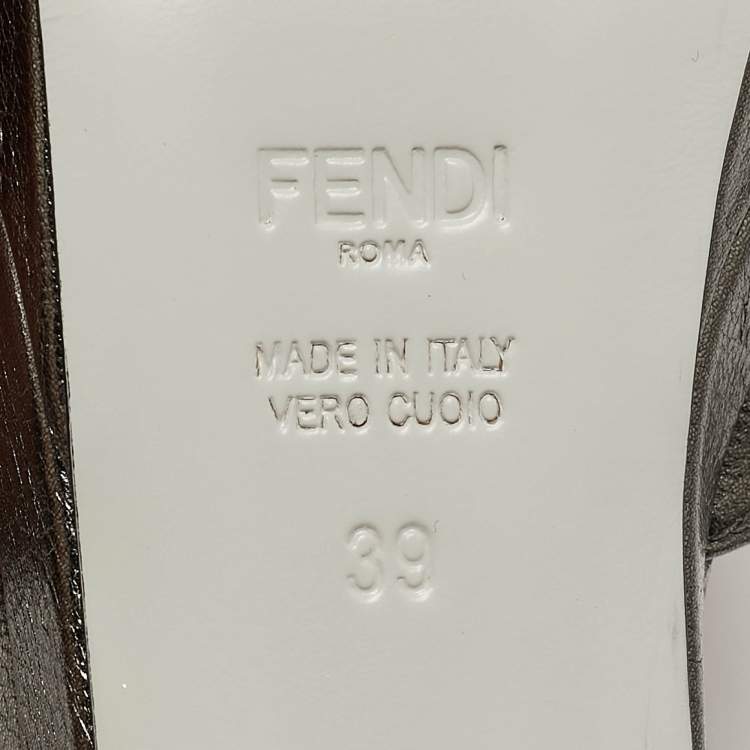 FENDI
ROMA
MADE IN ITALY
VERO CUOIO
39